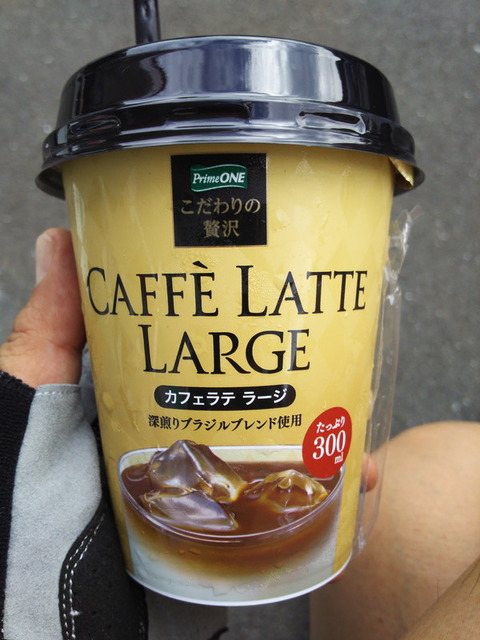 PrimeONE
こだわりの
贅沢
CAFFÈ LATTE
LARGE
カフェラテ ラージ
深煎りブラジルブレンド使用
たっぷり
300
ml